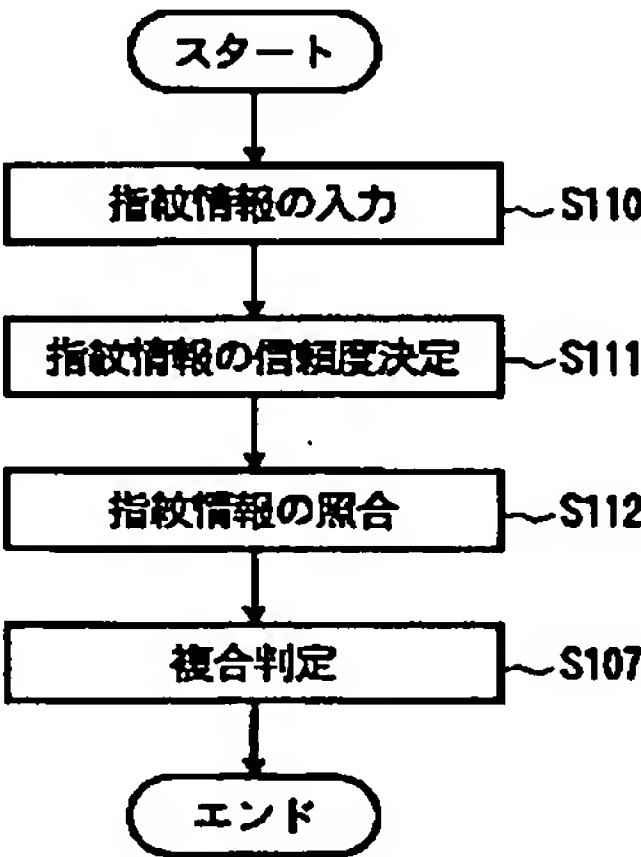 スタート
指紋情報の入力 S110
指紋情報の信頼度決定 S111
指紋情報の照合 S112
複合判定 S107
エンド